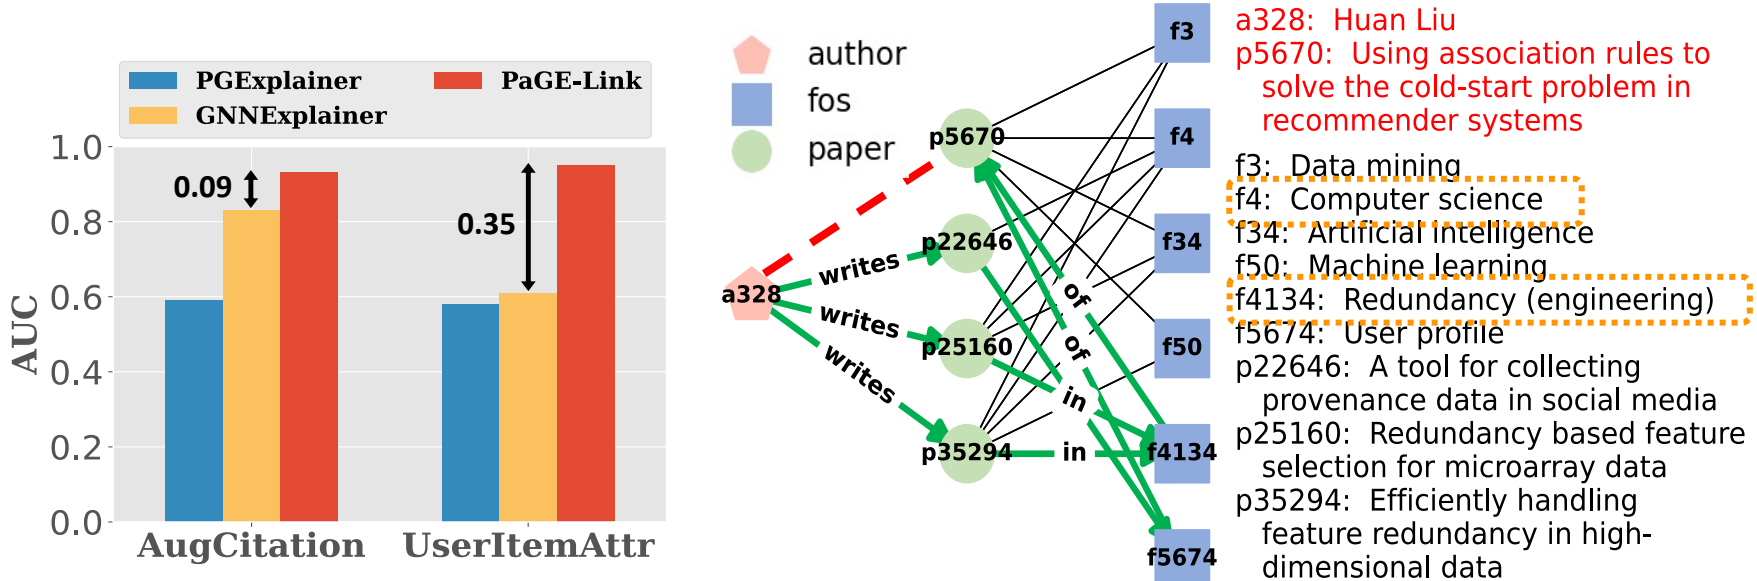 PGExplainer
PaGE-Link
GNNExplainer
1.0
0.8
0.6
0.4
0.2
0.0
AUC
0.09
0.35
AugCitation
UserItemAttr
author
fos
paper
a328
writes
writes
writes
p5670
p22646
p25160
p35294
of
of
in
in
f3
f4
f34
f50
f4134
f5674
a328: Huan Liu
p5670: Using association rules to
solve the cold-start problem in
recommender systems
f3: Data mining
f4: Computer science
f34: Artificial intelligence
f50: Machine learning
f4134: Redundancy (engineering)
f5674: User profile
p22646: A tool for collecting
provenance data in social media
p25160: Redundancy based feature
selection for microarray data
p35294: Efficiently handling
feature redundancy in high-
dimensional data